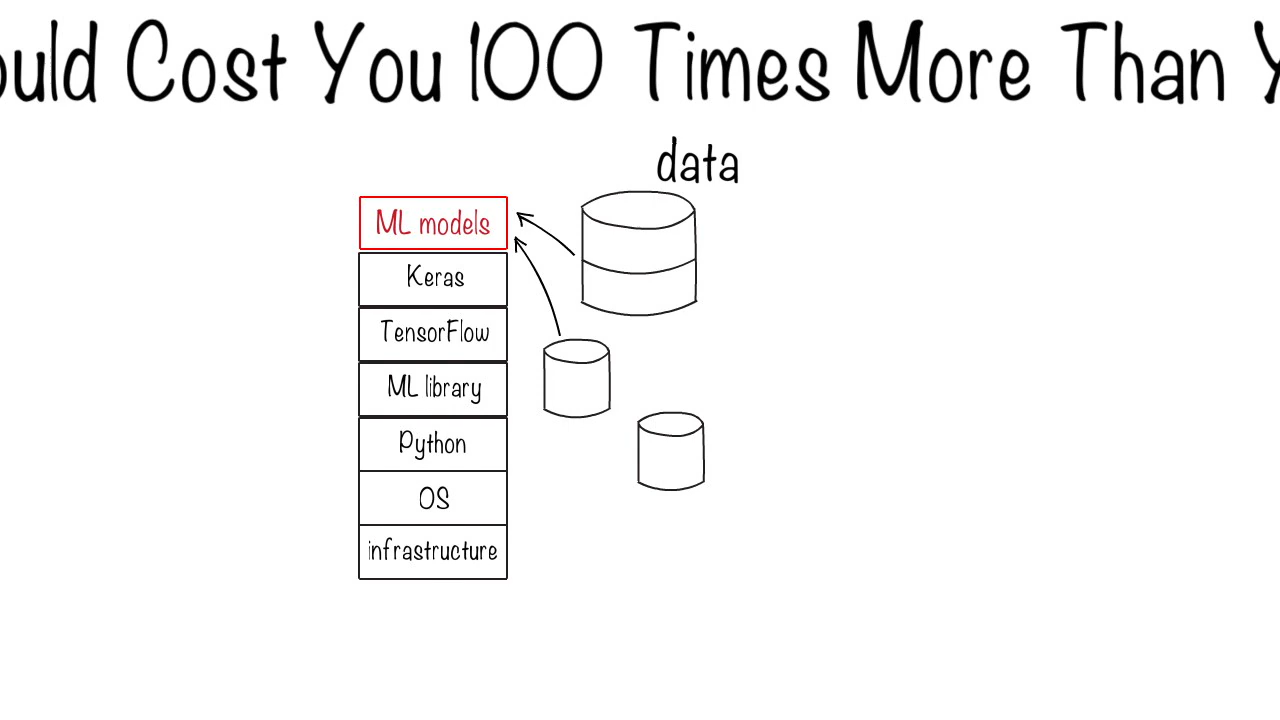 ould Cost You 100 Times More Than Y
data
ML models
Keras
TensorFlow
ML library
Python
OS
infrastructure